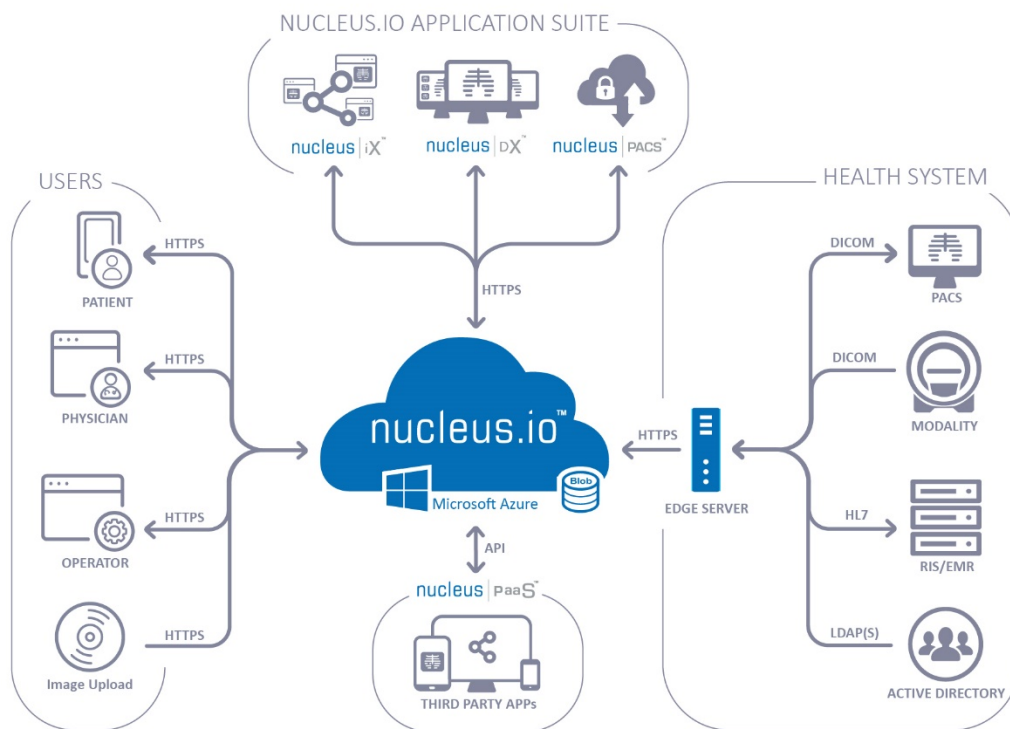 NUCLEUS.IO APPLICATION SUITE
nucleus | iX™
nucleus | DX™
nucleus | PACS™
USERS
HTTPS
PATIENT
HTTPS
PHYSICIAN
HTTPS
OPERATOR
HTTPS
Image Upload
HTTPS
nucleus.io™
Microsoft Azure
Blob
API
nucleus | PaaS™
THIRD PARTY APPs
HTTPS
EDGE SERVER
HEALTH SYSTEM
DICOM
PACS
DICOM
MODALITY
HL7
RIS/EMR
LDAP(S)
ACTIVE DIRECTORY